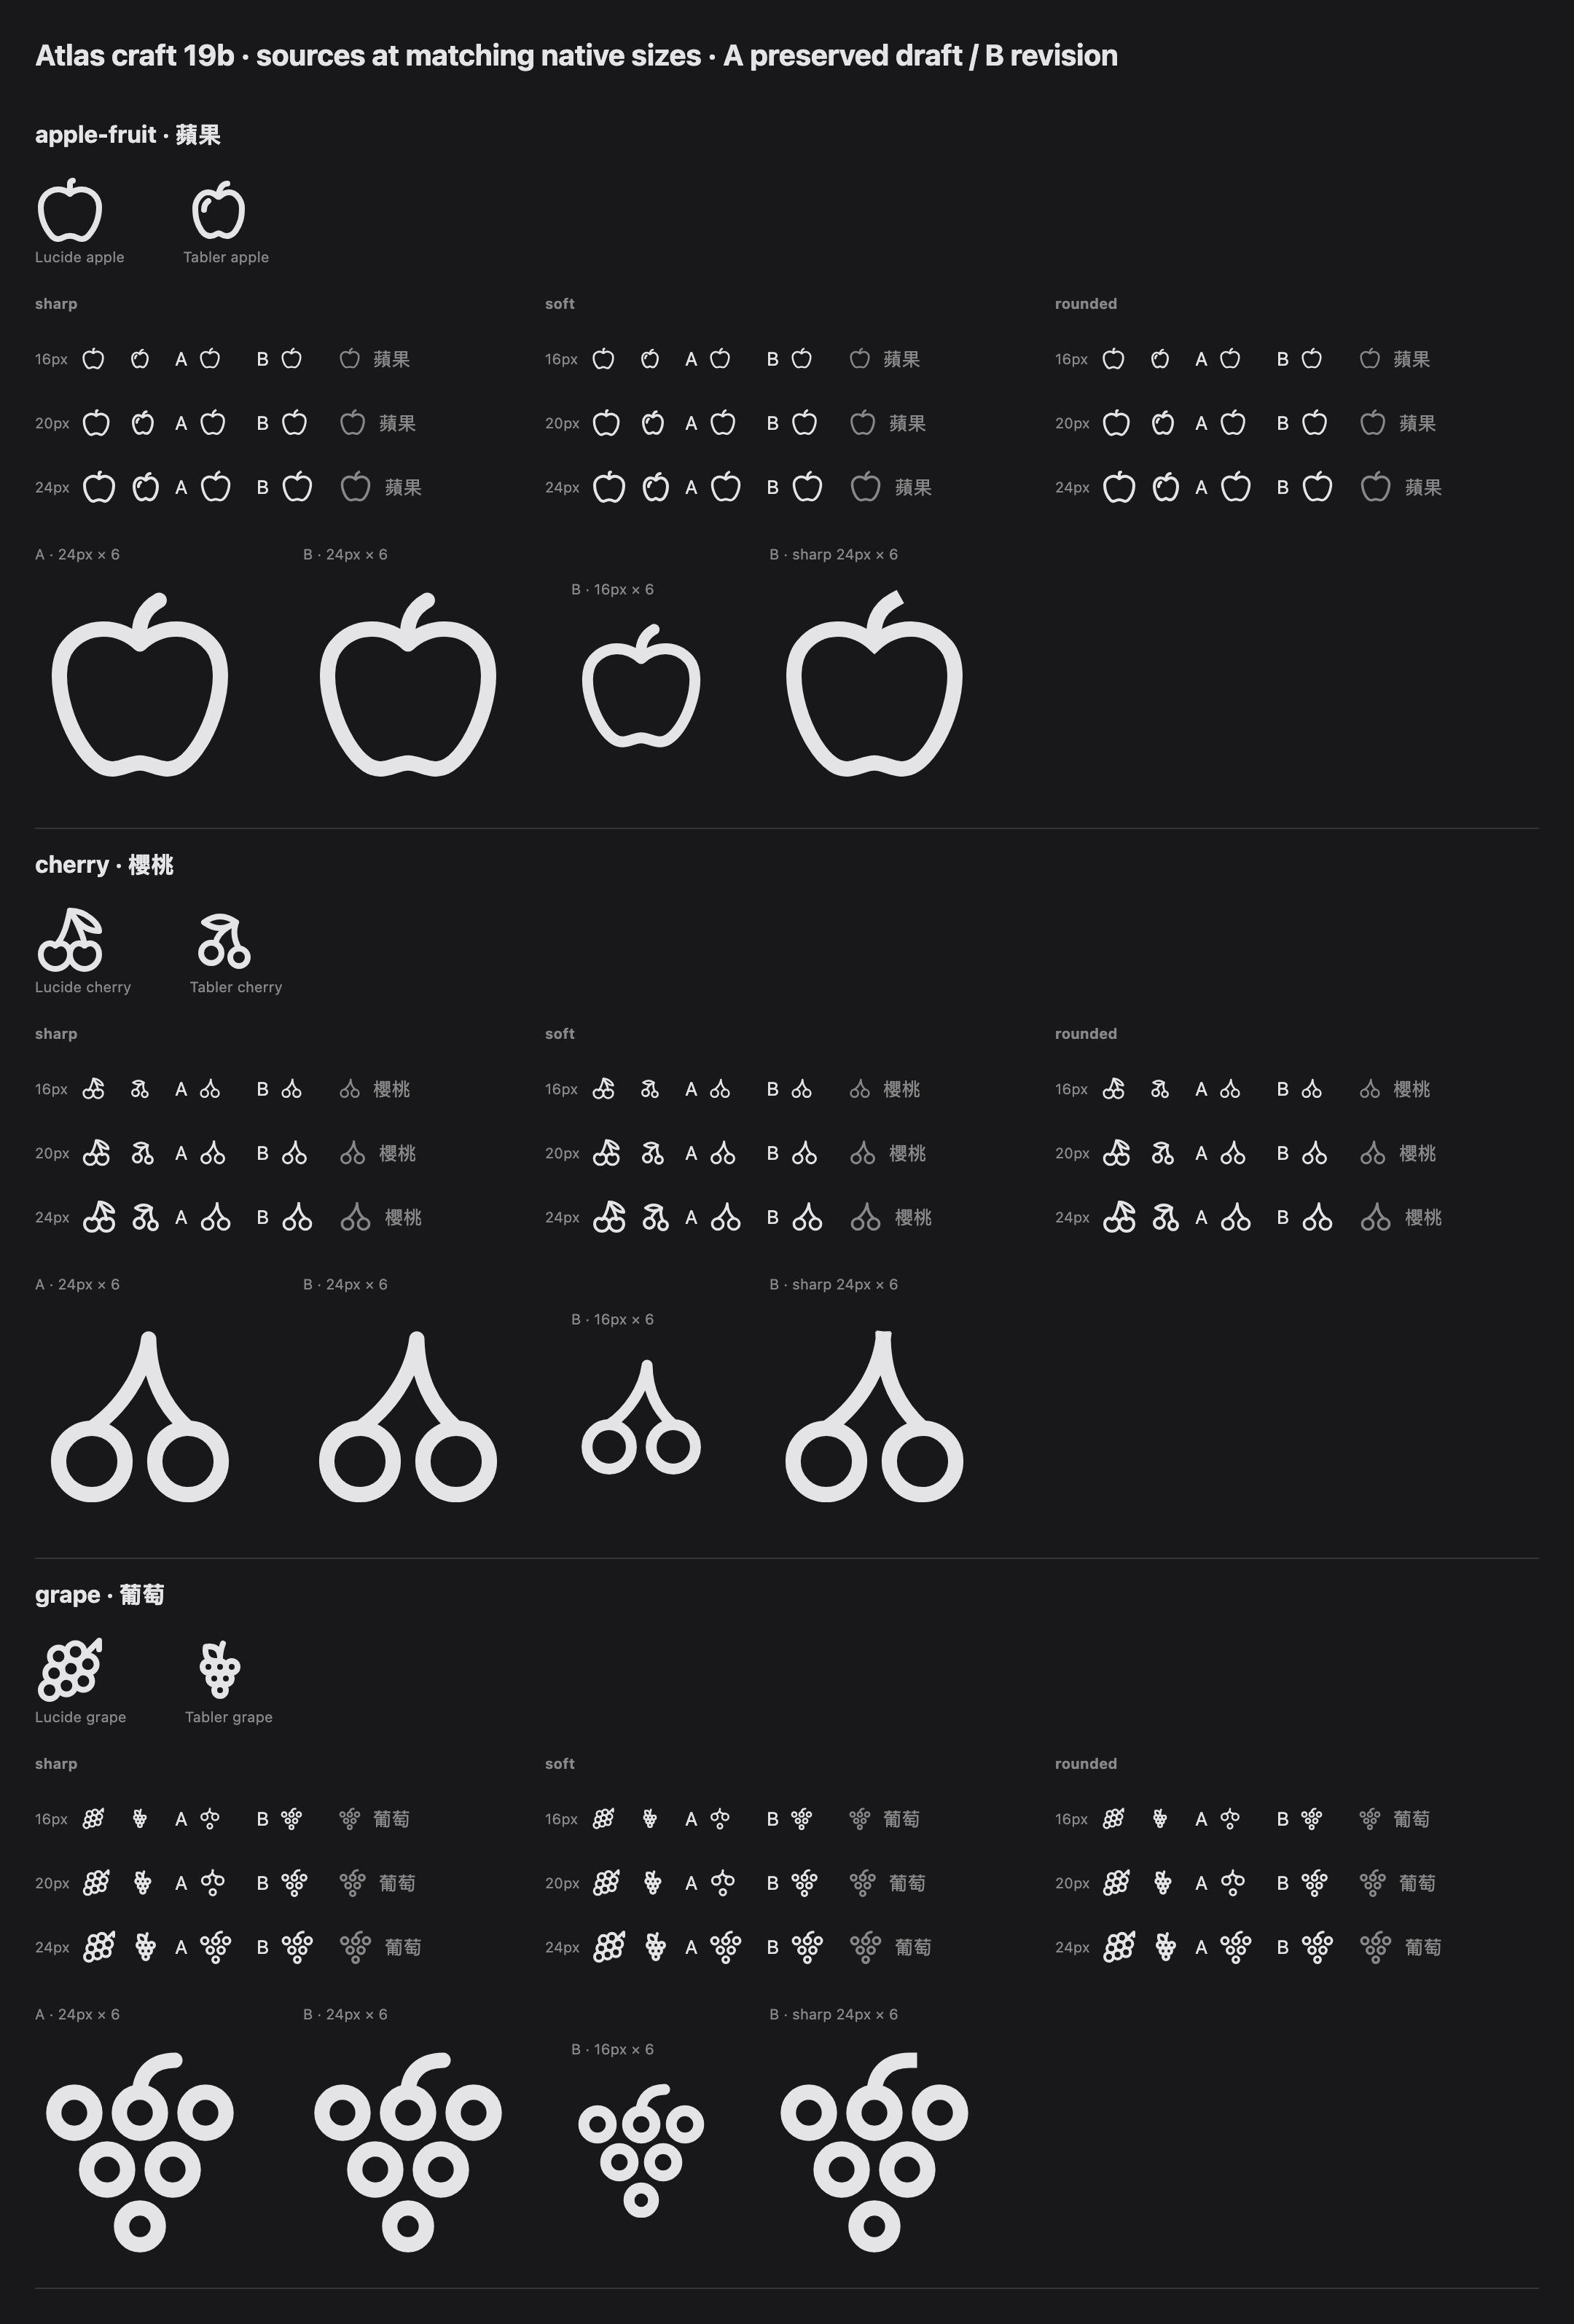 Atlas craft 19b · sources at matching native sizes · A preserved draft / B revision
apple-fruit · 蘋果
Lucide apple Tabler apple
sharp soft rounded
16px A B 蘋果 16px A B 蘋果 16px A B 蘋果
20px A B 蘋果 20px A B 蘋果 20px A B 蘋果
24px A B 蘋果 24px A B 蘋果 24px A B 蘋果
A · 24px × 6 B · 24px × 6 B · 16px × 6 B · sharp 24px × 6
cherry · 櫻桃
Lucide cherry Tabler cherry
sharp soft rounded
16px A B 櫻桃 16px A B 櫻桃 16px A B 櫻桃
20px A B 櫻桃 20px A B 櫻桃 20px A B 櫻桃
24px A B 櫻桃 24px A B 櫻桃 24px A B 櫻桃
A · 24px × 6 B · 24px × 6 B · 16px × 6 B · sharp 24px × 6
grape · 葡萄
Lucide grape Tabler grape
sharp soft rounded
16px A B 葡萄 16px A B 葡萄 16px A B 葡萄
20px A B 葡萄 20px A B 葡萄 20px A B 葡萄
24px A B 葡萄 24px A B 葡萄 24px A B 葡萄
A · 24px × 6 B · 24px × 6 B · 16px × 6 B · sharp 24px × 6